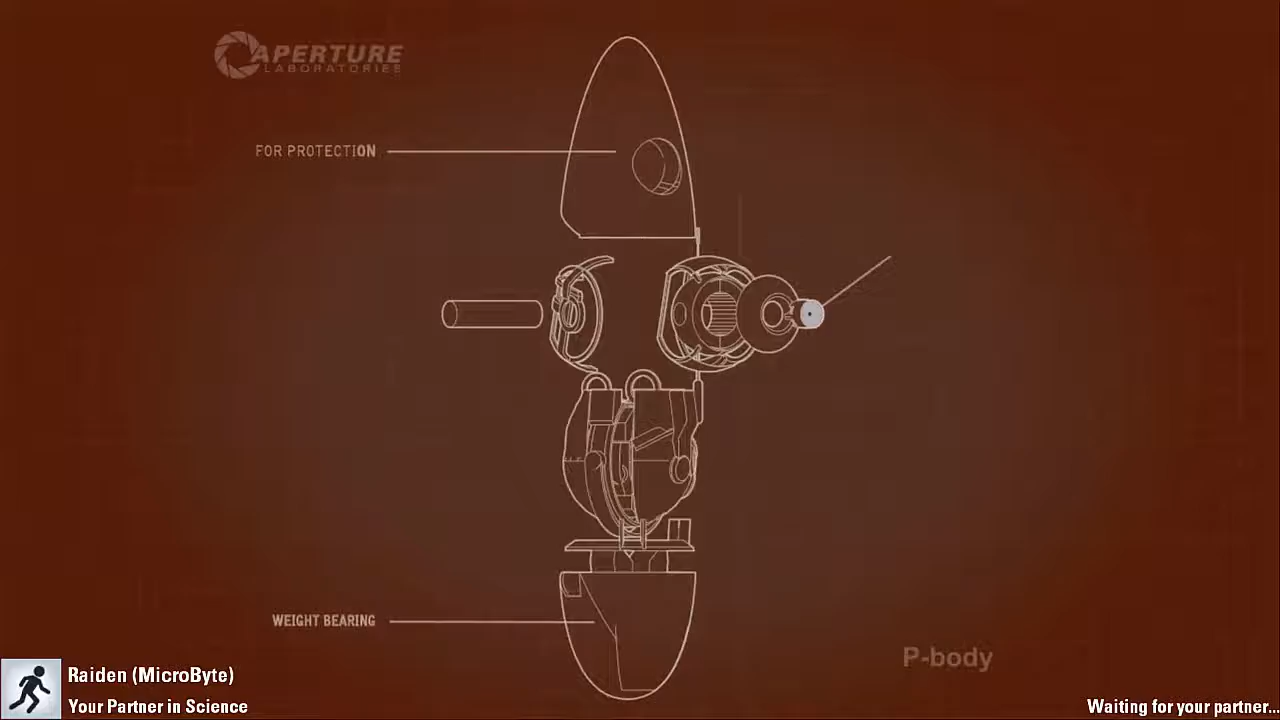 APERTURE
LABORATORIES
FOR PROTECTION
WEIGHT BEARING
P-body
Raiden (MicroByte)
Your Partner in Science
Waiting for your partner...